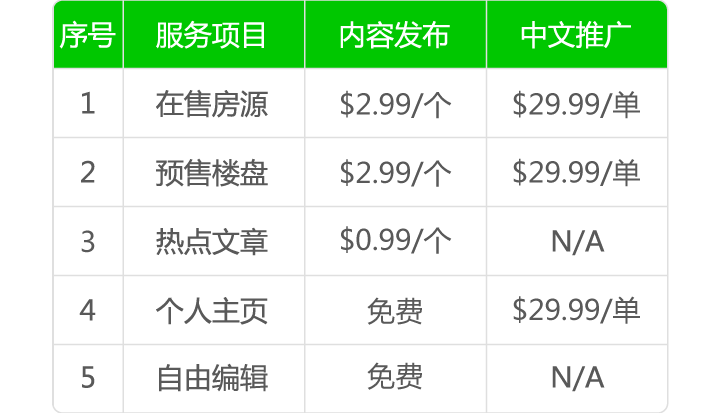 序号 服务项目 内容发布 中文推广
1 在售房源 $2.99/个 $29.99/单
2 预售楼盘 $2.99/个 $29.99/单
3 热点文章 $0.99/个 N/A
4 个人主页 免费 $29.99/单
5 自由编辑 免费 N/A